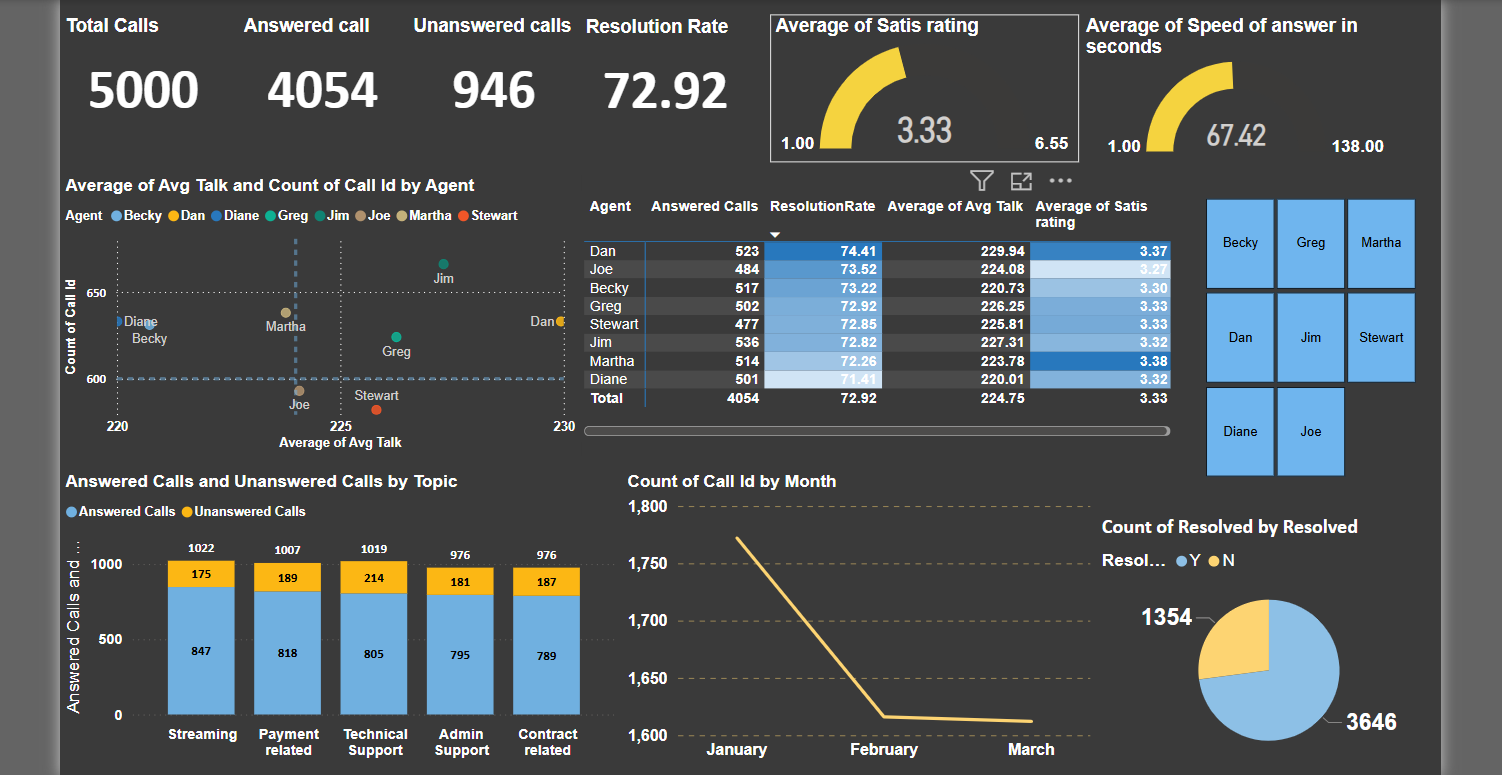 Total Calls
Answered call
Unanswered calls
Resolution Rate
5000
4054
946
72.92
Average of Satis rating
3.33
1.00
6.55
Average of Speed of answer in
seconds
67.42
1.00
138.00
Average of Avg Talk and Count of Call Id by Agent
Agent Becky Dan Diane Greg Jim Joe Martha Stewart
Count of Call Id
650
600
Jim
Diane
Becky
Martha
Dan
Greg
Joe
Stewart
220
225
230
Average of Avg Talk
Agent Answered Calls ResolutionRate Average of Avg Talk Average of Satis
rating
Dan 523 74.41 229.94 3.37
Joe 484 73.52 224.08 3.27
Becky 517 73.22 220.73 3.30
Greg 502 72.92 226.25 3.33
Stewart 477 72.85 225.81 3.33
Jim 536 72.82 227.31 3.32
Martha 514 72.26 223.78 3.38
Diane 501 71.41 220.01 3.32
Total 4054 72.92 224.75 3.33
Becky
Greg
Martha
Dan
Jim
Stewart
Diane
Joe
Answered Calls and Unanswered Calls by Topic
Answered Calls Unanswered Calls
Answered Calls and ...
1000
500
0
1022
175
847
1007
189
818
1019
214
805
976
181
795
976
187
789
Streaming
Payment
related
Technical
Support
Admin
Support
Contract
related
Count of Call Id by Month
1,800
1,750
1,700
1,650
1,600
January
February
March
Count of Resolved by Resolved
Resol... Y N
1354
3646